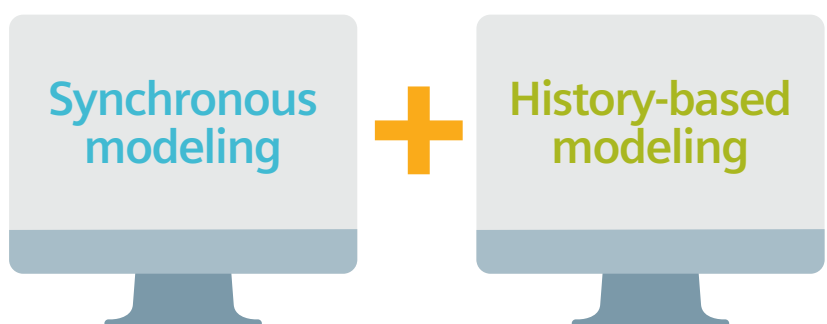 Synchronous
modeling
+
History-based
modeling